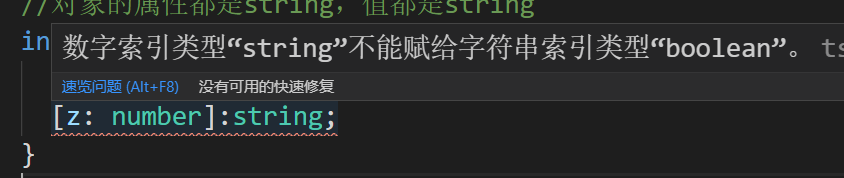 //对象的属性都是string，值都是string
in
数字索引类型“string”不能赋给字符串索引类型“boolean”。 ts
速览问题 (Alt+F8) 没有可用的快速修复
[z: number]:string;
}